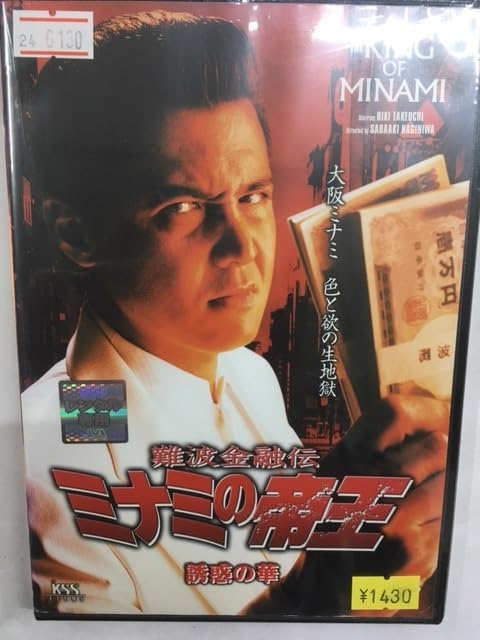 24 G130
THE KING
OF
MINAMI
Starring RIKI TAKEUCHI
Directed by SADAAKI HAGINIWA
大阪ミナミ 色と欲の生地獄
難波
難波金融伝
ミナミの帝王
誘惑の華
KSS
¥1430